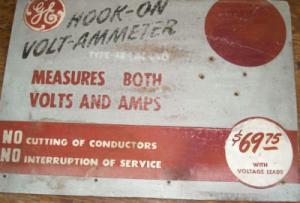 GE
HOOK-ON
VOLT-AMMETER
MEASURES BOTH
VOLTS AND AMPS
NO CUTTING OF CONDUCTORS
NO INTERRUPTION OF SERVICE
$69.75
WITH
VOLTAGE LEADS